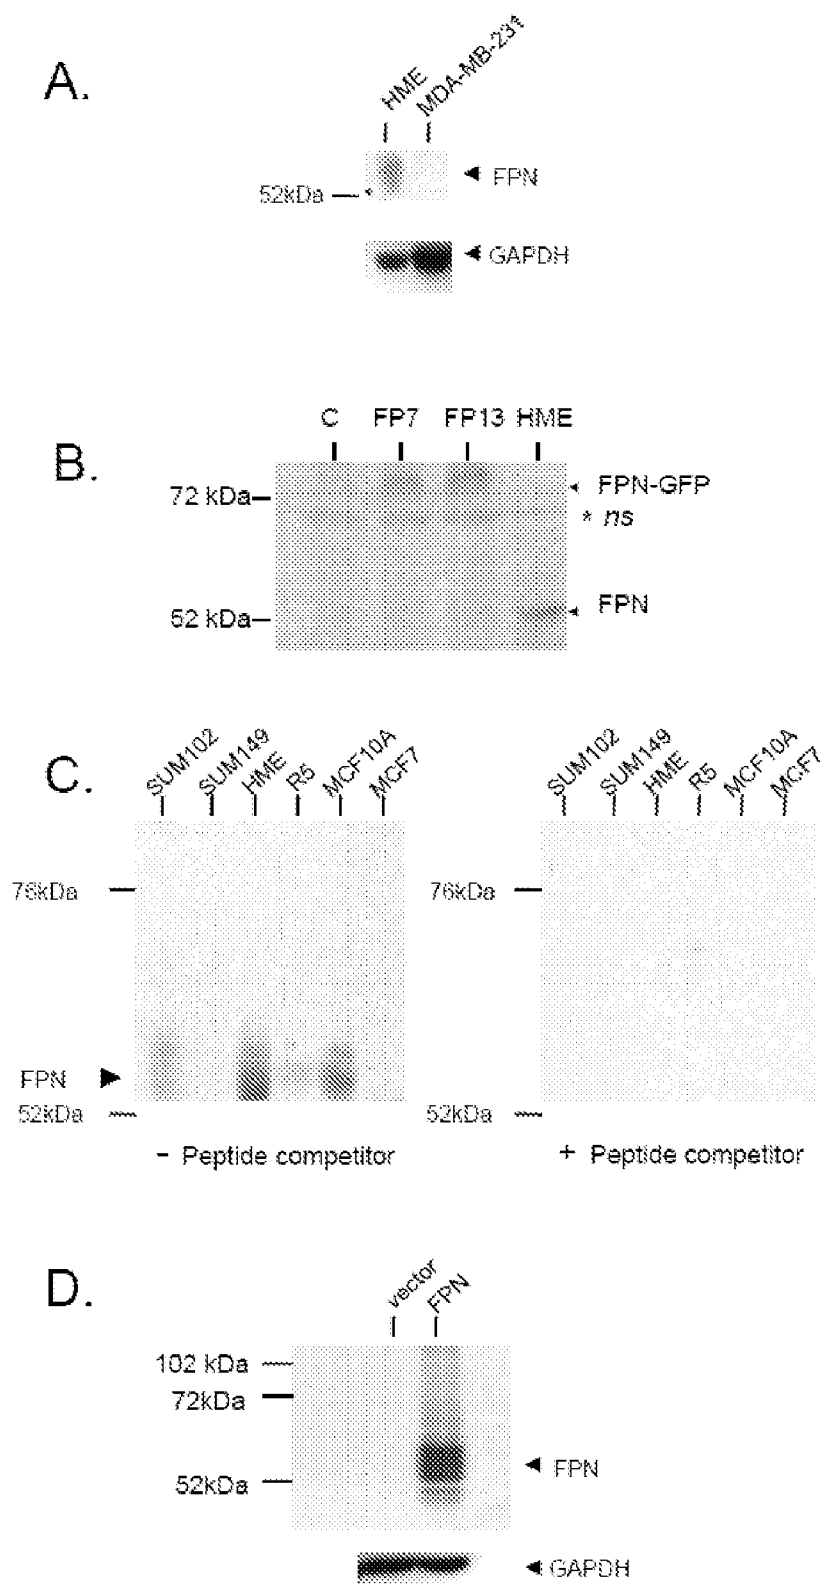 A.
HME MDA-MB-231
FPN
52kDa
GAPDH
B.
C FP7 FP13 HME
72 kDa
FPN-GFP
* ns
52 kDa
FPN
C.
SUM102 SUM149 HME R5 MCF10A MCF7
SUM102 SUM149 HME R5 MCF10A MCF7
76kDa
76kDa
FPN
52kDa
52kDa
- Peptide competitor
+ Peptide competitor
D.
vector FPN
102 kDa
72kDa
52kDa
FPN
GAPDH